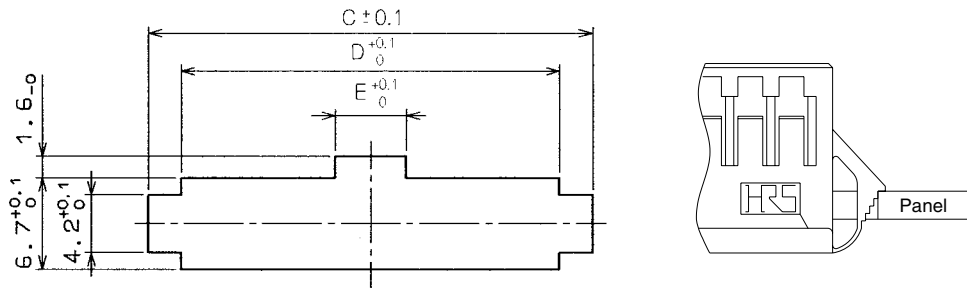 C±0.1
D +0.1 0
E +0.1 0
1.6 -0
6.7 +0.1 0
4.2 +0.1 0
HRS
Panel